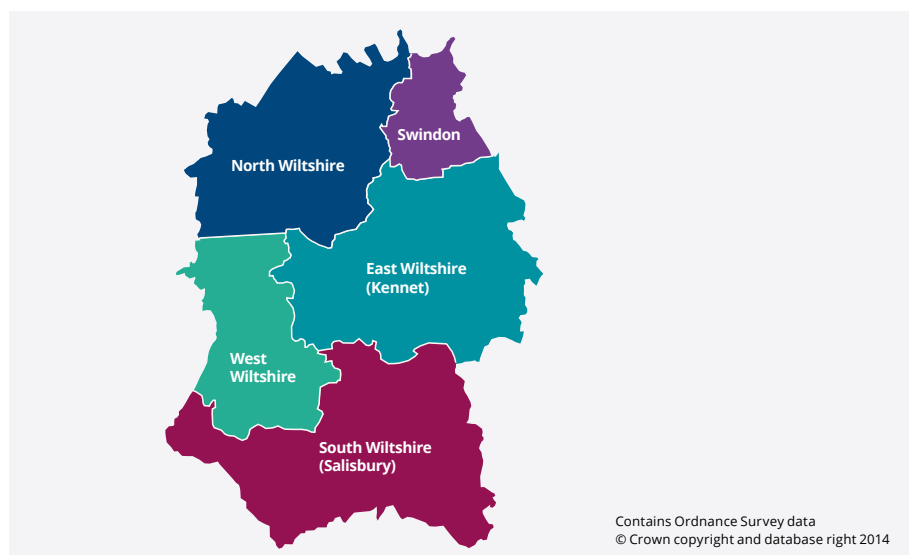 Swindon
North Wiltshire
East Wiltshire
(Kennet)
West
Wiltshire
South Wiltshire
(Salisbury)
Contains Ordnance Survey data
© Crown copyright and database right 2014